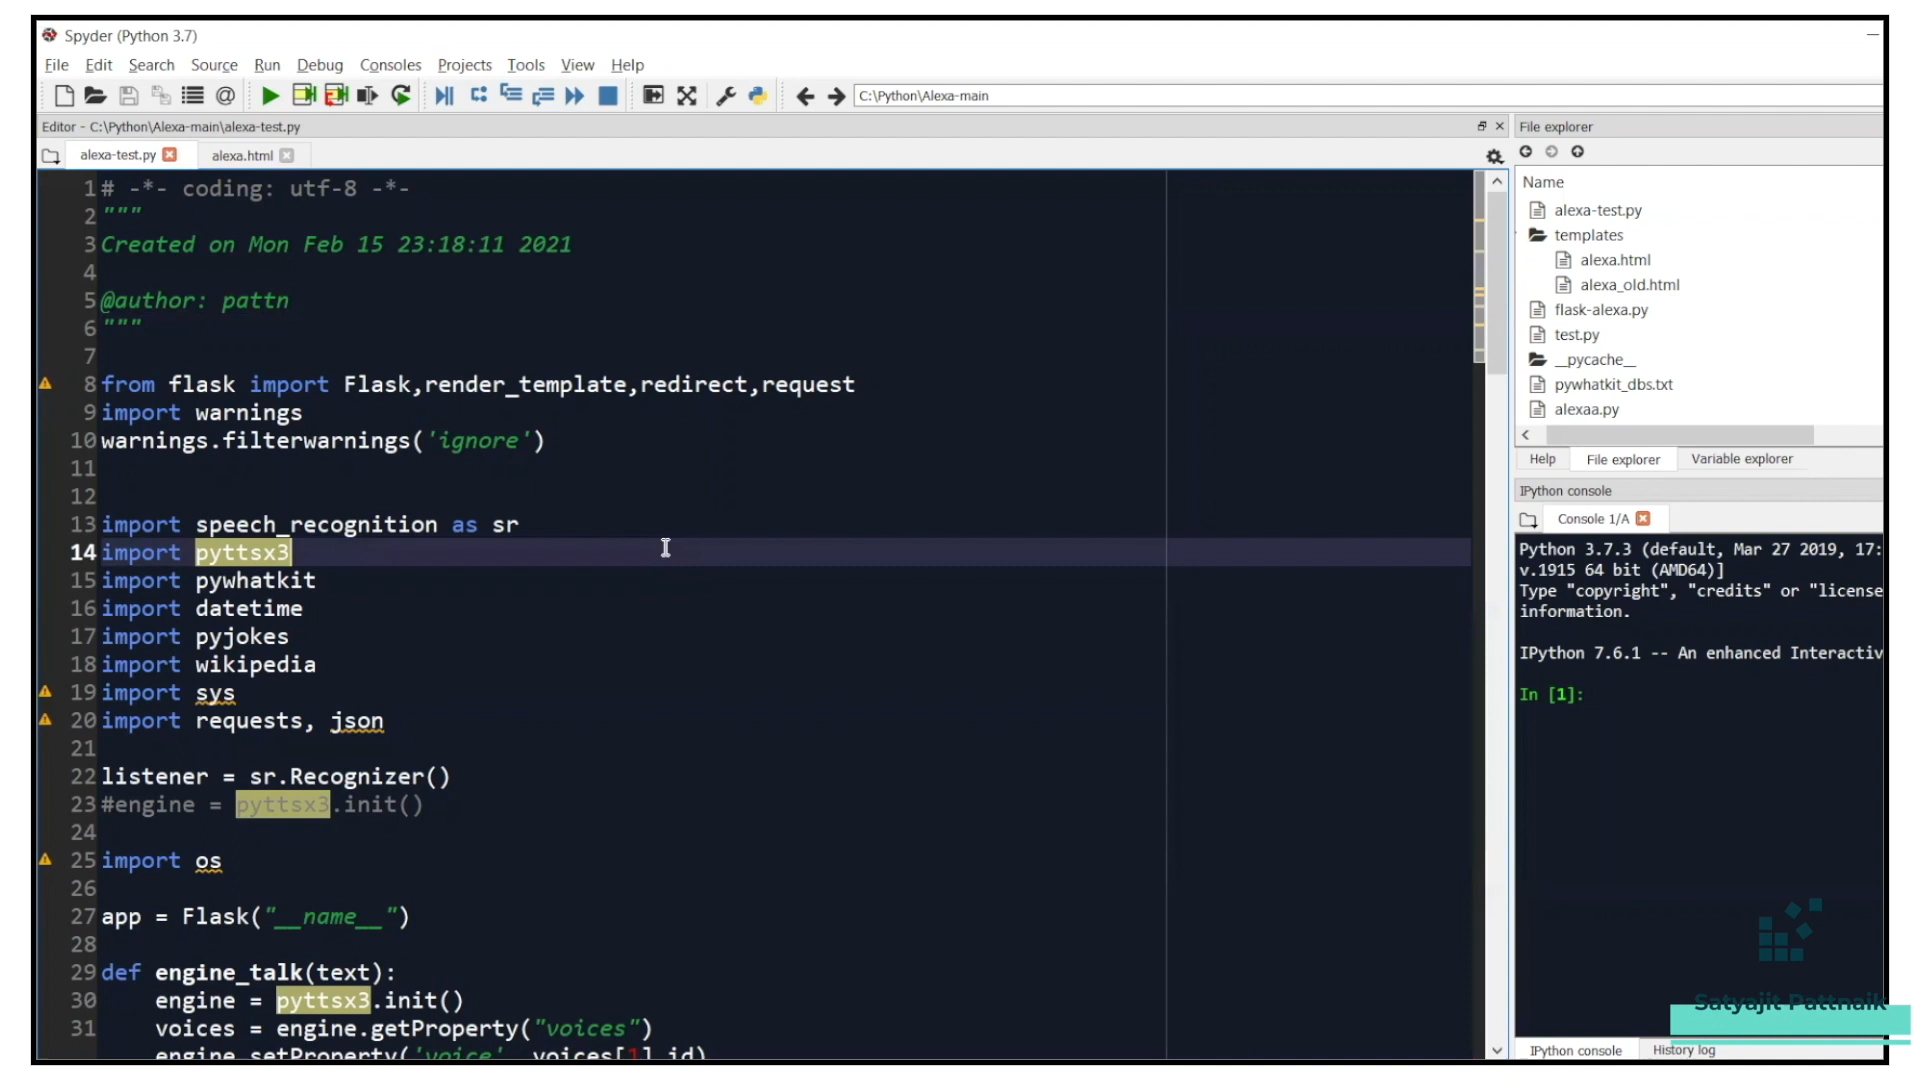 Spyder (Python 3.7)
File Edit Search Source Run Debug Consoles Projects Tools View Help
C:\Python\Alexa-main
Editor - C:\Python\Alexa-main\alexa-test.py
alexa-test.py
alexa.html
1 # -*- coding: utf-8 -*-
2 """
3 Created on Mon Feb 15 23:18:11 2021
4
5 @author: pattn
6 """
7
8 from flask import Flask,render_template,redirect,request
9 import warnings
10 warnings.filterwarnings('ignore')
11
12
13 import speech_recognition as sr
14 import pyttsx3
15 import pywhatkit
16 import datetime
17 import pyjokes
18 import wikipedia
19 import sys
20 import requests, json
21
22 listener = sr.Recognizer()
23 #engine = pyttsx3.init()
24
25 import os
26
27 app = Flask("__name__")
28
29 def engine_talk(text):
30 engine = pyttsx3.init()
31 voices = engine.getProperty("voices")
engine.setProperty('voice', voices[1].id)
File explorer
Name
alexa-test.py
templates
alexa.html
alexa_old.html
flask-alexa.py
test.py
__pycache__
pywhatkit_dbs.txt
alexaa.py
Help File explorer Variable explorer
IPython console
Console 1/A
Python 3.7.3 (default, Mar 27 2019, 17:
v.1915 64 bit (AMD64)]
Type "copyright", "credits" or "license
information.
IPython 7.6.1 -- An enhanced Interactiv
In [1]:
Satyajit Pattnaik
IPython console History log